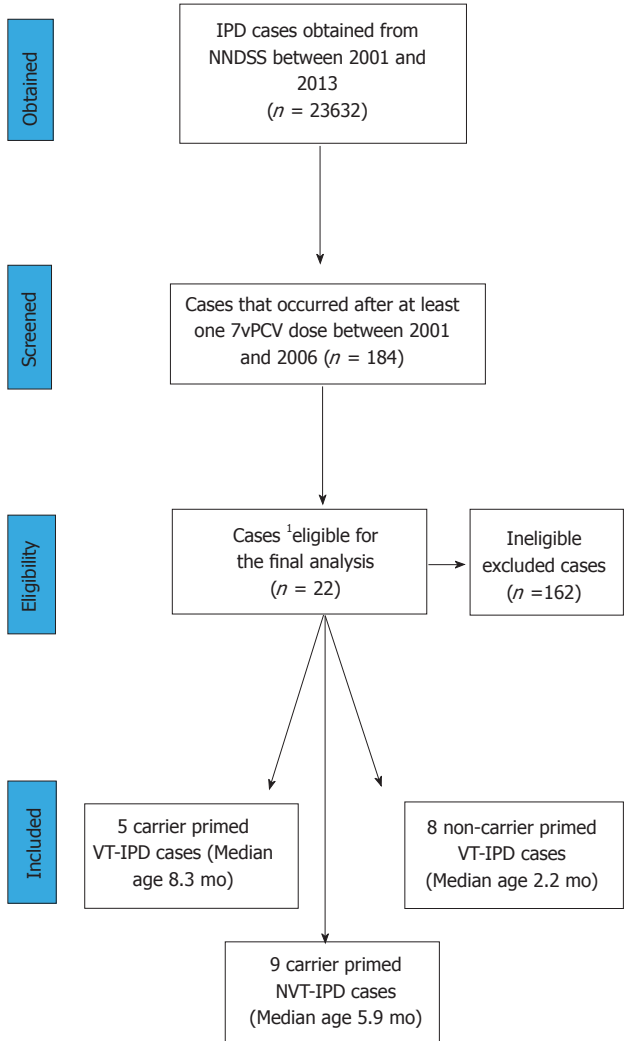 Obtained
IPD cases obtained from
NNDSS between 2001 and
2013
(n = 23632)
Screened
Cases that occurred after at least
one 7vPCV dose between 2001
and 2006 (n = 184)
Eligibility
Cases ¹eligible for
the final analysis
(n = 22)
Ineligible
excluded cases
(n =162)
Included
5 carrier primed
VT-IPD cases (Median
age 8.3 mo)
8 non-carrier primed
VT-IPD cases
(Median age 2.2 mo)
9 carrier primed
NVT-IPD cases
(Median age 5.9 mo)